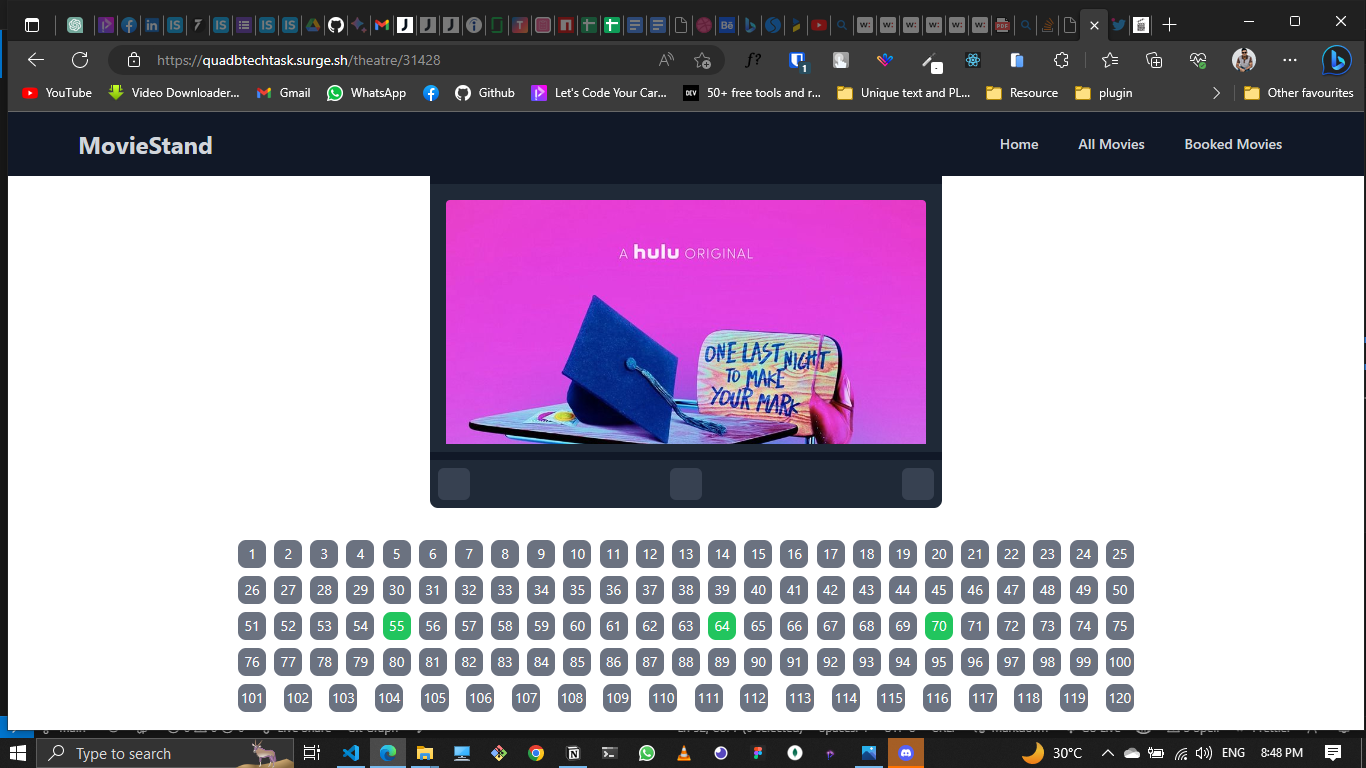 https://quadbtechtask.surge.sh/theatre/31428
YouTube
Video Downloader...
Gmail
WhatsApp
Github
Let's Code Your Car...
DEV
50+ free tools and r...
Unique text and PL...
Resource
plugin
Other favourites
MovieStand
Home
All Movies
Booked Movies
A hulu ORIGINAL
ONE LAST NIGHT
TO MAKE
YOUR MARK
1 2 3 4 5 6 7 8 9 10 11 12 13 14 15 16 17 18 19 20 21 22 23 24 25
26 27 28 29 30 31 32 33 34 35 36 37 38 39 40 41 42 43 44 45 46 47 48 49 50
51 52 53 54 55 56 57 58 59 60 61 62 63 64 65 66 67 68 69 70 71 72 73 74 75
76 77 78 79 80 81 82 83 84 85 86 87 88 89 90 91 92 93 94 95 96 97 98 99 100
101 102 103 104 105 106 107 108 109 110 111 112 113 114 115 116 117 118 119 120
Type to search
30°C
ENG
8:48 PM